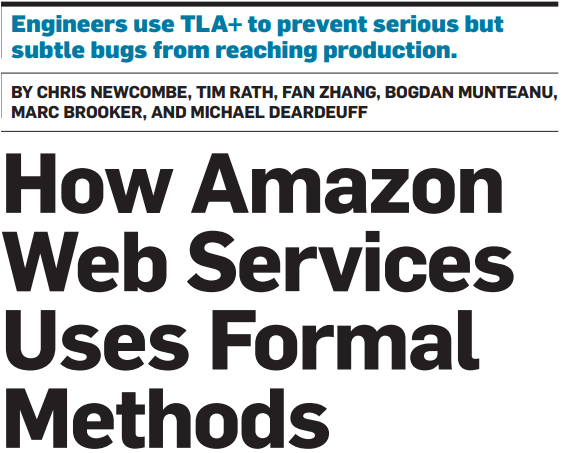 Engineers use TLA+ to prevent serious but
subtle bugs from reaching production.
BY CHRIS NEWCOMBE, TIM RATH, FAN ZHANG, BOGDAN MUNTEANU,
MARC BROOKER, AND MICHAEL DEARDEUFF
How Amazon
Web Services
Uses Formal
Methods